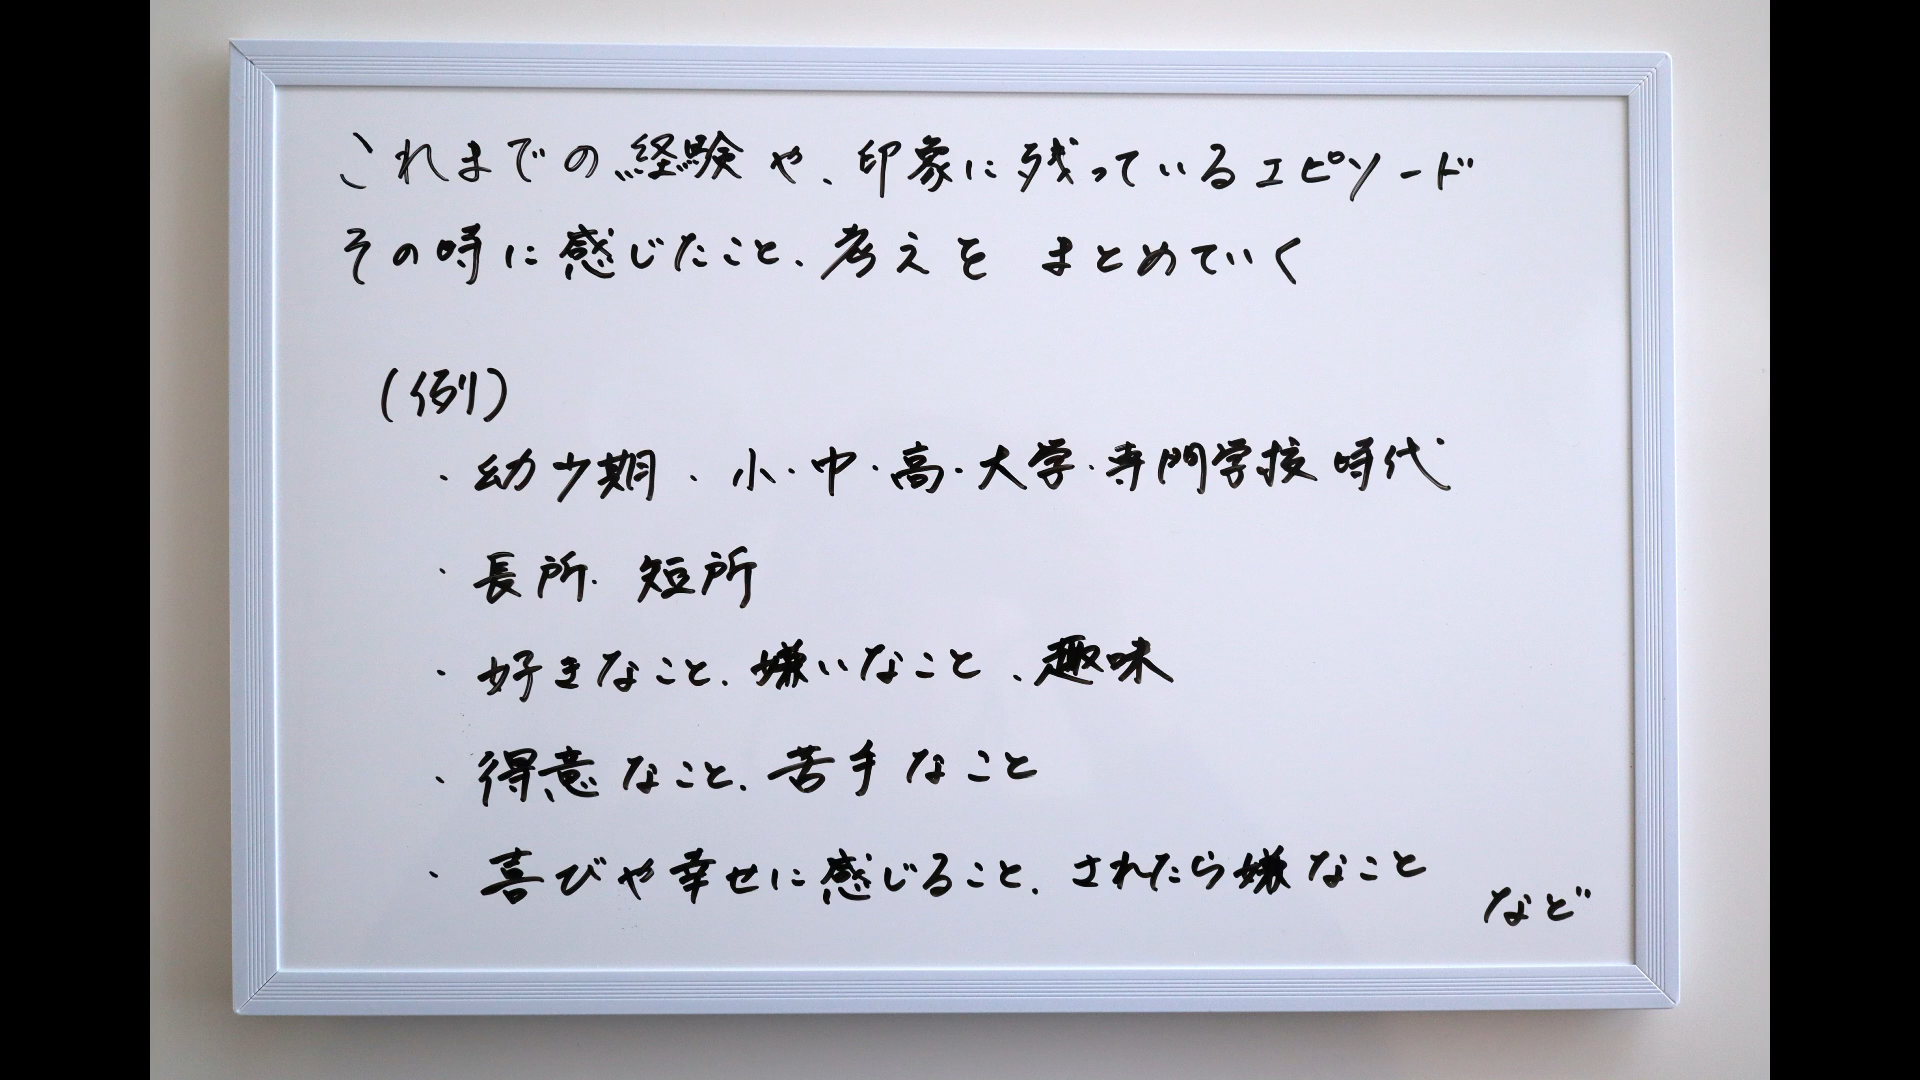 これまでの経験や、印象に残っているエピソード
その時に感じたこと、考えを まとめていく
(例)
・幼少期・小・中・高・大学・専門学校時代
・長所・短所
・好きなこと、嫌いなこと、趣味
・得意なこと、苦手なこと
・喜びや幸せに感じること、されたら嫌なこと
など